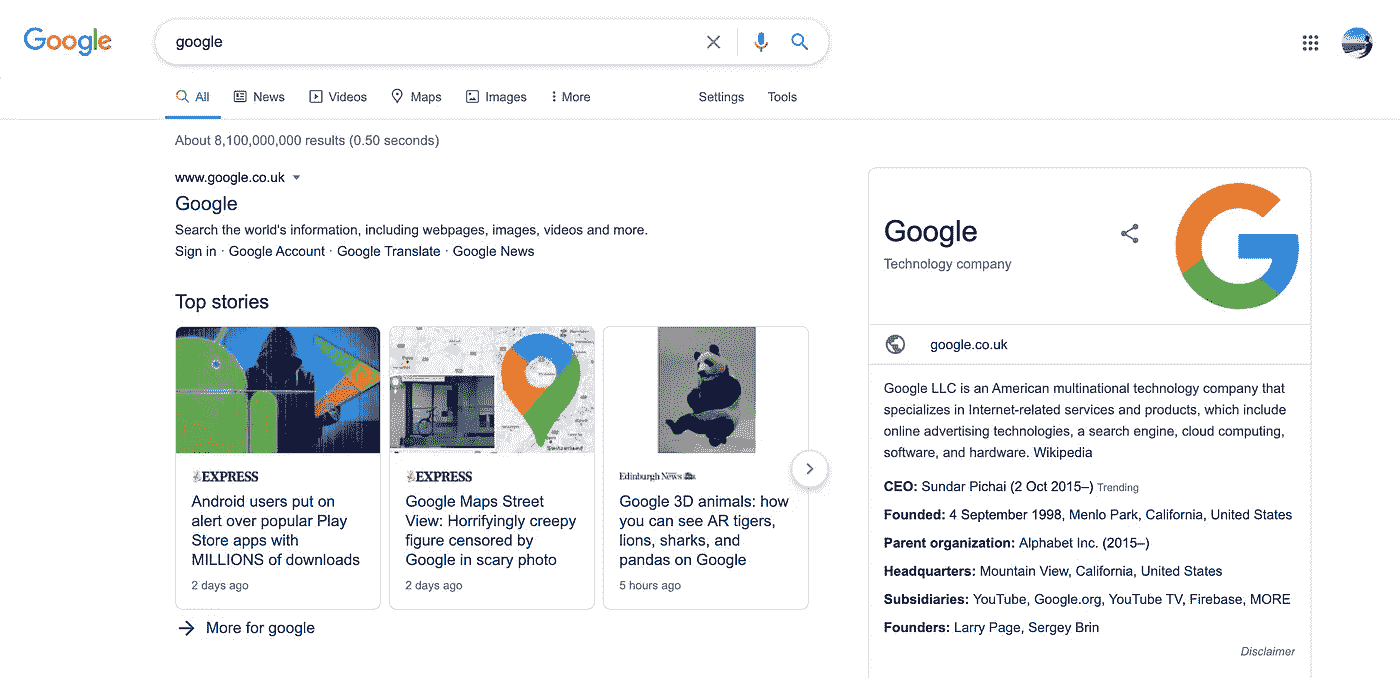 Google
google
All News Videos Maps Images More Settings Tools
About 8,100,000,000 results (0.50 seconds)
www.google.co.uk
Google
Search the world's information, including webpages, images, videos and more.
Sign in · Google Account · Google Translate · Google News
Top stories
EXPRESS
Android users put on
alert over popular Play
Store apps with
MILLIONS of downloads
2 days ago
EXPRESS
Google Maps Street
View: Horrifyingly creepy
figure censored by
Google in scary photo
2 days ago
Edinburgh News
Google 3D animals: how
you can see AR tigers,
lions, sharks, and
pandas on Google
5 hours ago
More for google
Google
Technology company
google.co.uk
Google LLC is an American multinational technology company that
specializes in Internet-related services and products, which include
online advertising technologies, a search engine, cloud computing,
software, and hardware. Wikipedia
CEO: Sundar Pichai (2 Oct 2015–) Trending
Founded: 4 September 1998, Menlo Park, California, United States
Parent organization: Alphabet Inc. (2015–)
Headquarters: Mountain View, California, United States
Subsidiaries: YouTube, Google.org, YouTube TV, Firebase, MORE
Founders: Larry Page, Sergey Brin
Disclaimer